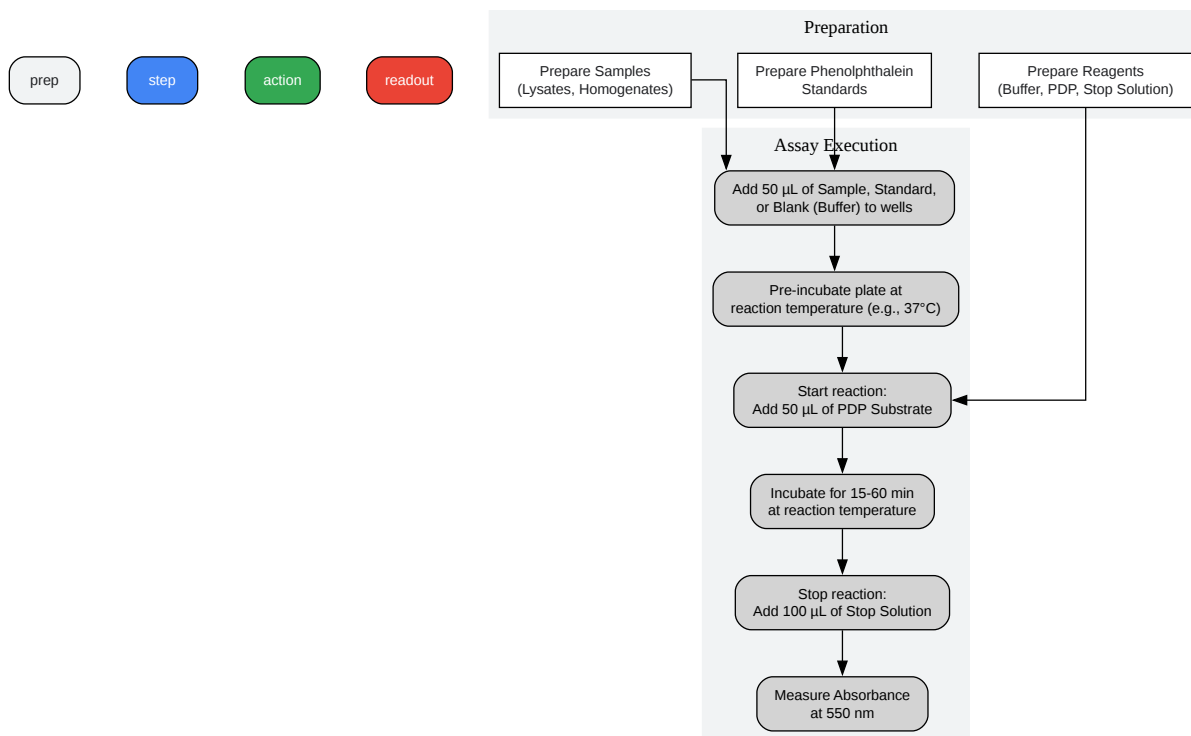 prep
step
action
readout
Preparation
Prepare Samples
(Lysates, Homogenates)
Prepare Phenolphthalein
Standards
Prepare Reagents
(Buffer, PDP, Stop Solution)
Assay Execution
Add 50 µL of Sample, Standard,
or Blank (Buffer) to wells
Pre-incubate plate at
reaction temperature (e.g., 37°C)
Start reaction:
Add 50 µL of PDP Substrate
Incubate for 15-60 min
at reaction temperature
Stop reaction:
Add 100 µL of Stop Solution
Measure Absorbance
at 550 nm